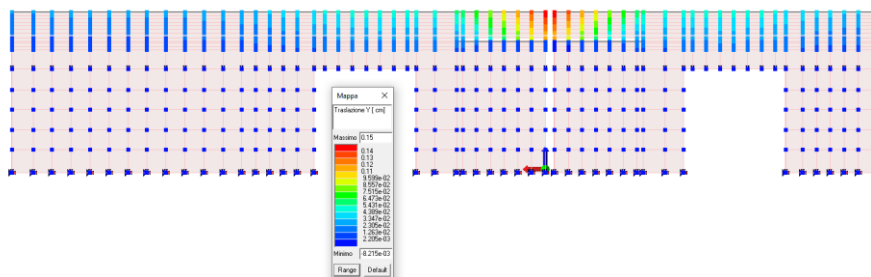 Mappa
Traslazione Y [ cm]
Massimo 0.15
0.14
0.13
0.12
0.11
9.599e-02
8.557e-02
7.515e-02
6.473e-02
5.431e-02
4.389e-02
3.347e-02
2.305e-02
1.263e-02
2.205e-03
Minimo -8.215e-03
Range Default